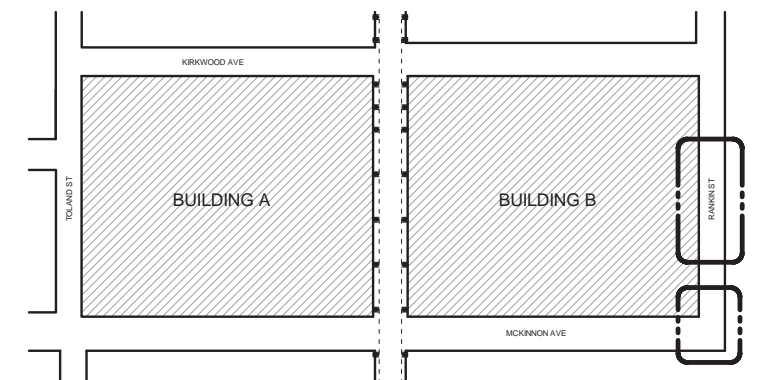 KIRKWOOD AVE
TOLAND ST
BUILDING A
BUILDING B
RANKIN ST
MCKINNON AVE